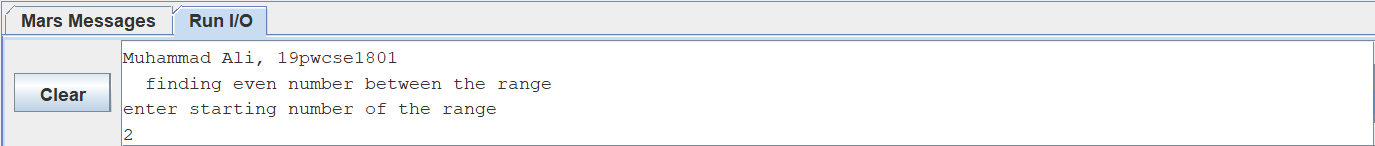 Mars Messages Run I/O
Clear
Muhammad Ali, 19pwcse1801
finding even number between the range
enter starting number of the range
2